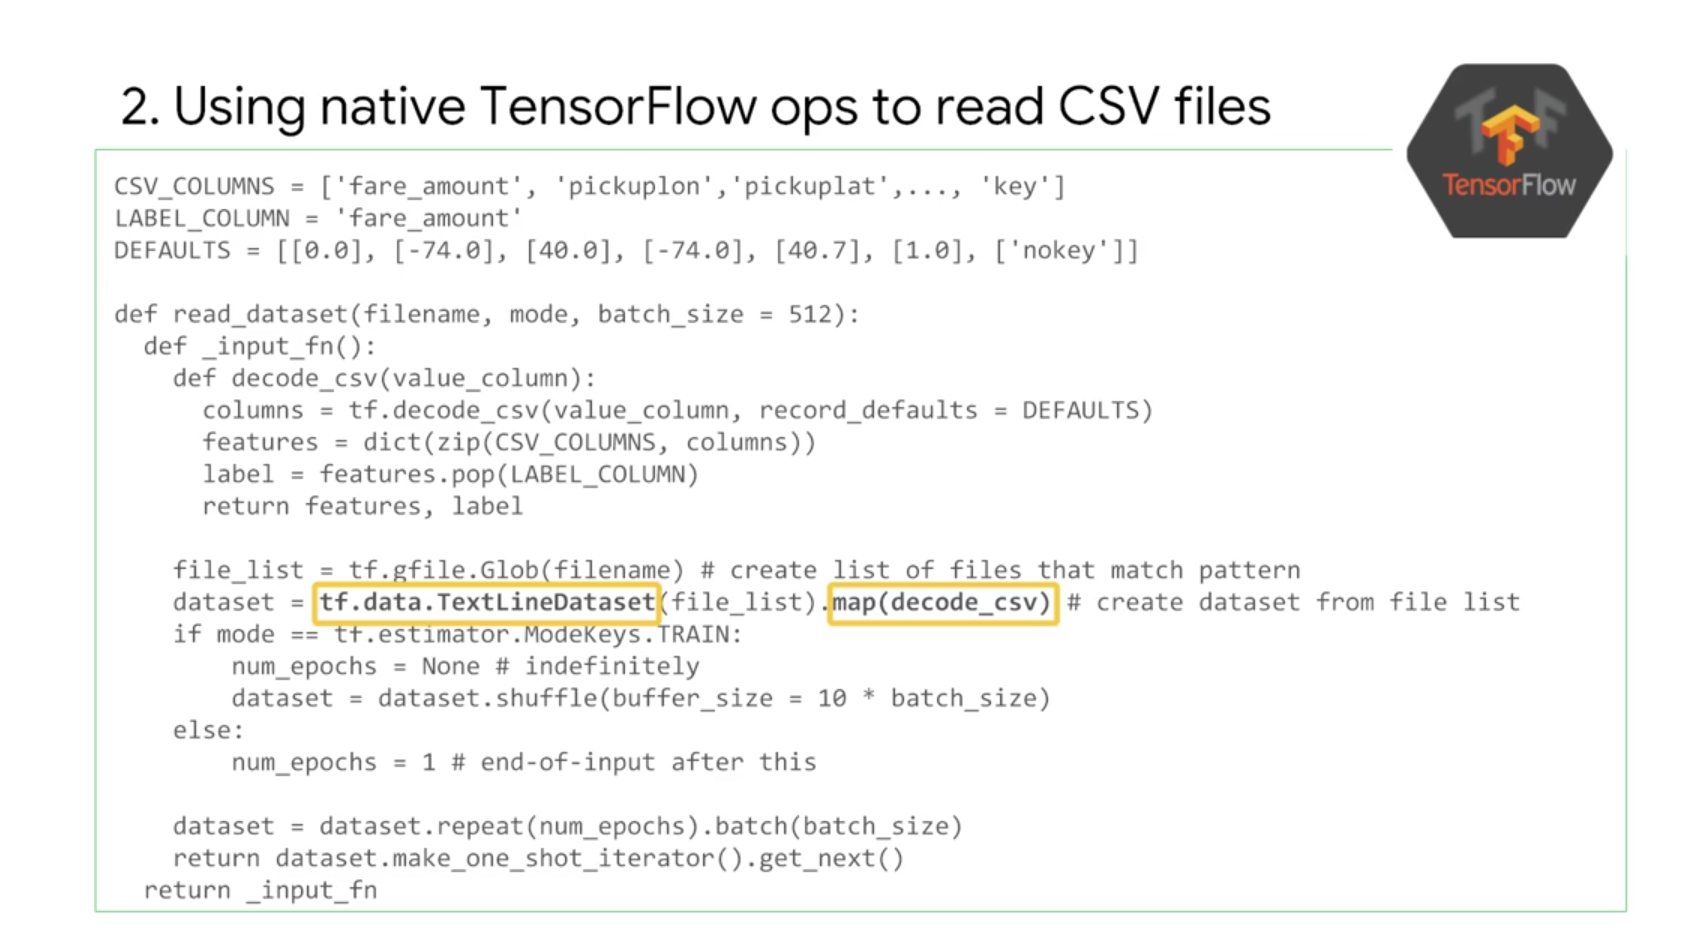 2. Using native TensorFlow ops to read CSV files
TensorFlow
CSV_COLUMNS = ['fare_amount', 'pickuplon','pickuplat',..., 'key']
LABEL_COLUMN = 'fare_amount'
DEFAULTS = [[0.0], [-74.0], [40.0], [-74.0], [40.7], [1.0], ['nokey']]
def read_dataset(filename, mode, batch_size = 512):
  def _input_fn():
    def decode_csv(value_column):
      columns = tf.decode_csv(value_column, record_defaults = DEFAULTS)
      features = dict(zip(CSV_COLUMNS, columns))
      label = features.pop(LABEL_COLUMN)
      return features, label
    file_list = tf.gfile.Glob(filename) # create list of files that match pattern
    dataset = tf.data.TextLineDataset(file_list).map(decode_csv) # create dataset from file list
    if mode == tf.estimator.ModeKeys.TRAIN:
        num_epochs = None # indefinitely
        dataset = dataset.shuffle(buffer_size = 10 * batch_size)
    else:
        num_epochs = 1 # end-of-input after this
    dataset = dataset.repeat(num_epochs).batch(batch_size)
    return dataset.make_one_shot_iterator().get_next()
  return _input_fn